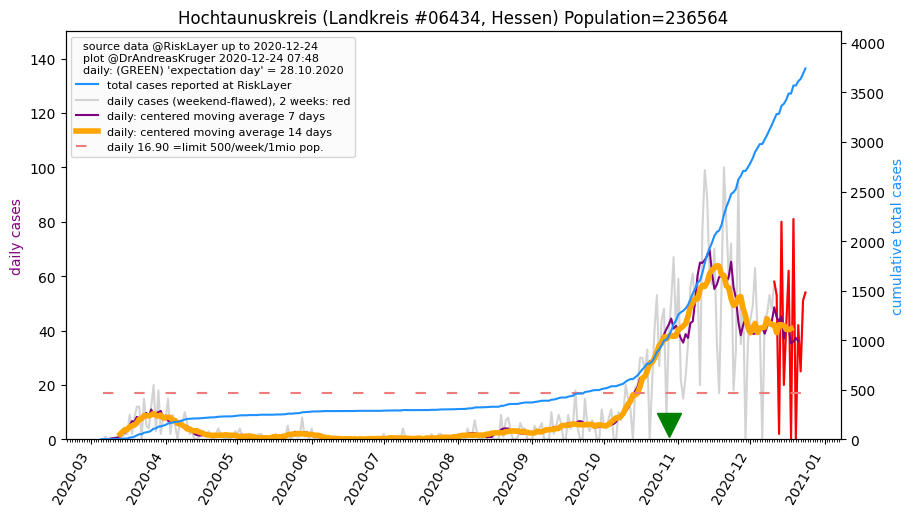 Hochtaunuskreis (Landkreis #06434, Hessen) Population=236564
source data @RiskLayer up to 2020-12-24
plot @DrAndreasKruger 2020-12-24 07:48
daily: (GREEN) 'expectation day' = 28.10.2020
total cases reported at RiskLayer
daily cases (weekend-flawed), 2 weeks: red
daily: centered moving average 7 days
daily: centered moving average 14 days
daily 16.90 =limit 500/week/1mio pop.
daily cases
140
120
100
80
60
40
20
0
cumulative total cases
4000
3500
3000
2500
2000
1500
1000
500
0
2020-03
2020-04
2020-05
2020-06
2020-07
2020-08
2020-09
2020-10
2020-11
2020-12
2021-01